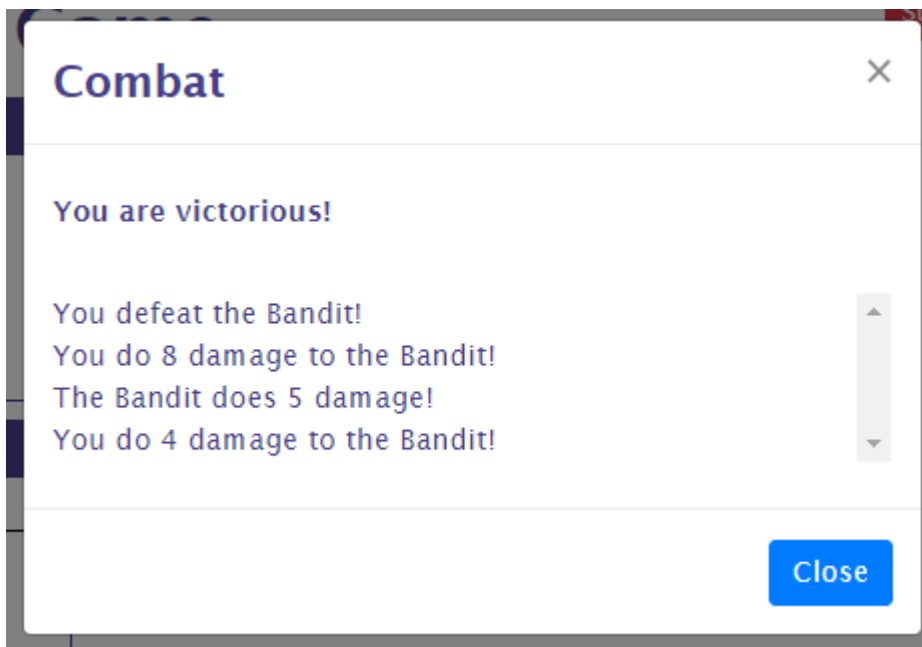 Combat
×
You are victorious!
You defeat the Bandit!
You do 8 damage to the Bandit!
The Bandit does 5 damage!
You do 4 damage to the Bandit!
Close